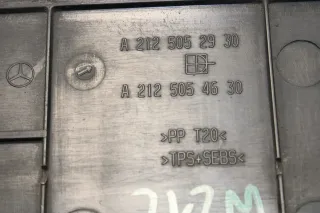 A 212 505 29 30
A 212 505 46 30
>PP T20<
>TPS+SEBS<